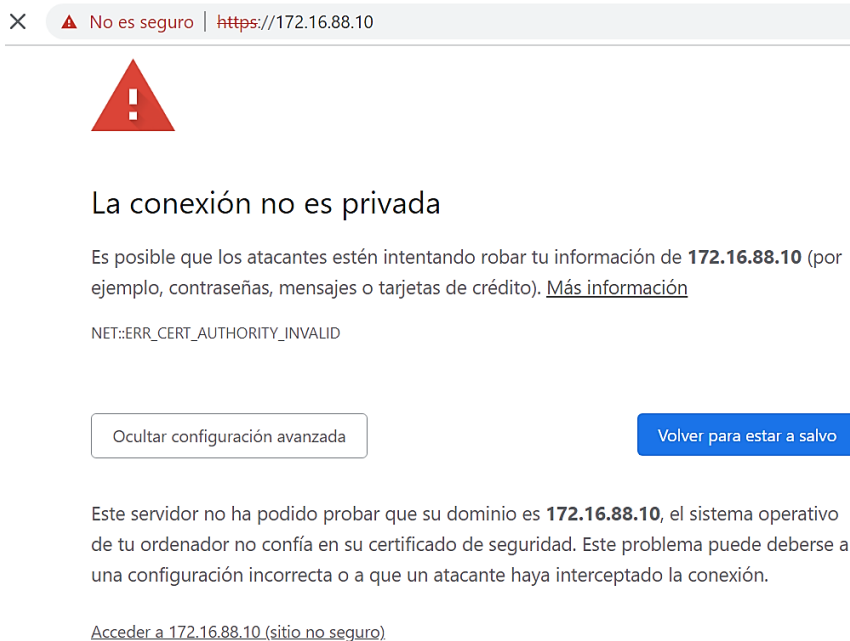 No es seguro | https://172.16.88.10
La conexión no es privada
Es posible que los atacantes estén intentando robar tu información de 172.16.88.10 (por
ejemplo, contraseñas, mensajes o tarjetas de crédito). Más información
NET::ERR_CERT_AUTHORITY_INVALID
Ocultar configuración avanzada
Volver para estar a salvo
Este servidor no ha podido probar que su dominio es 172.16.88.10, el sistema operativo
de tu ordenador no confía en su certificado de seguridad. Este problema puede deberse a
una configuración incorrecta o a que un atacante haya interceptado la conexión.
Acceder a 172.16.88.10 (sitio no seguro)